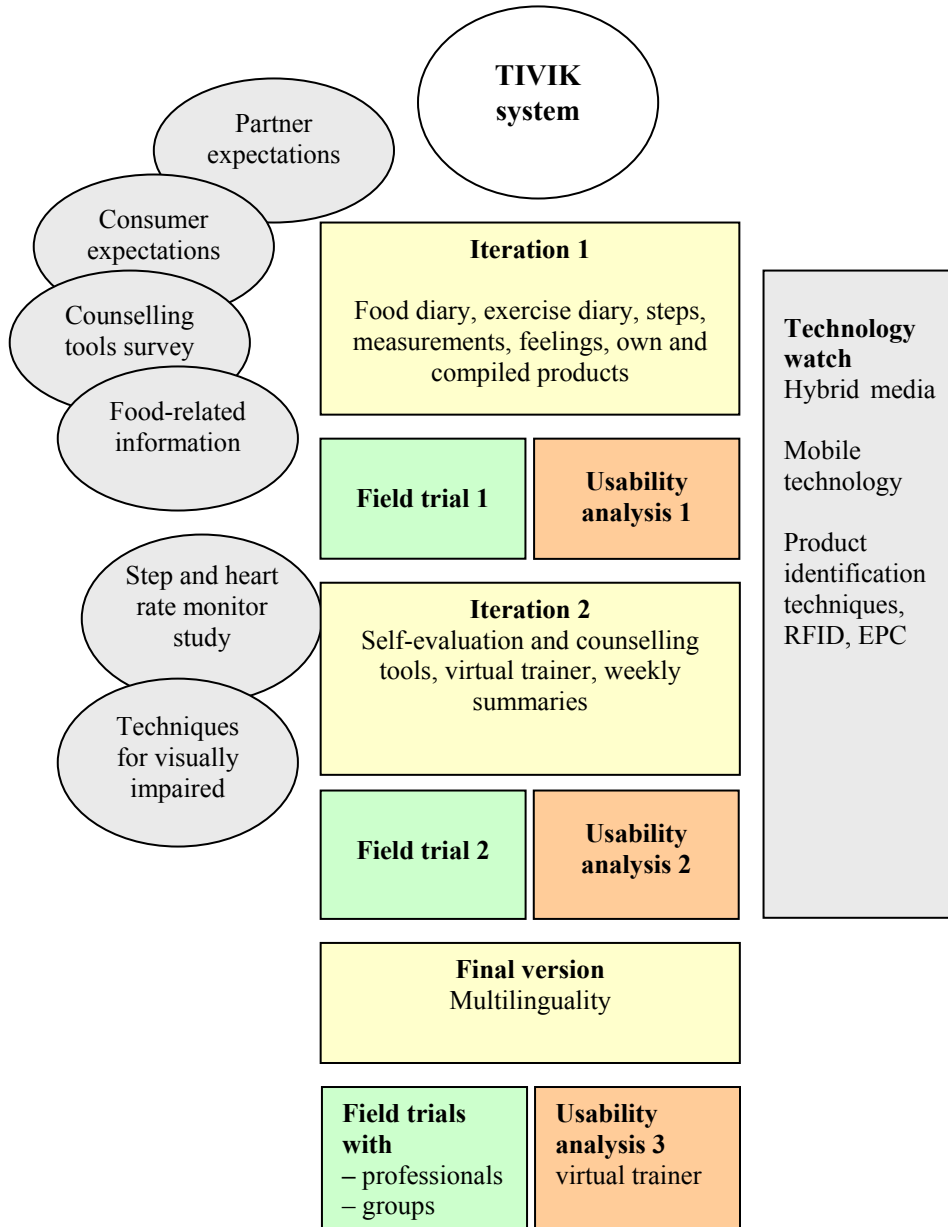 TIVIK
system
Partner
expectations
Consumer
expectations
Counselling
tools survey
Food-related
information
Iteration 1
Food diary, exercise diary, steps,
measurements, feelings, own and
compiled products
Technology
watch
Hybrid media
Mobile
technology
Product
identification
techniques,
RFID, EPC
Field trial 1
Usability
analysis 1
Step and heart
rate monitor
study
Techniques
for visually
impaired
Iteration 2
Self-evaluation and counselling
tools, virtual trainer, weekly
summaries
Field trial 2
Usability
analysis 2
Final version
Multilinguality
Field trials
with
– professionals
– groups
Usability
analysis 3
virtual trainer